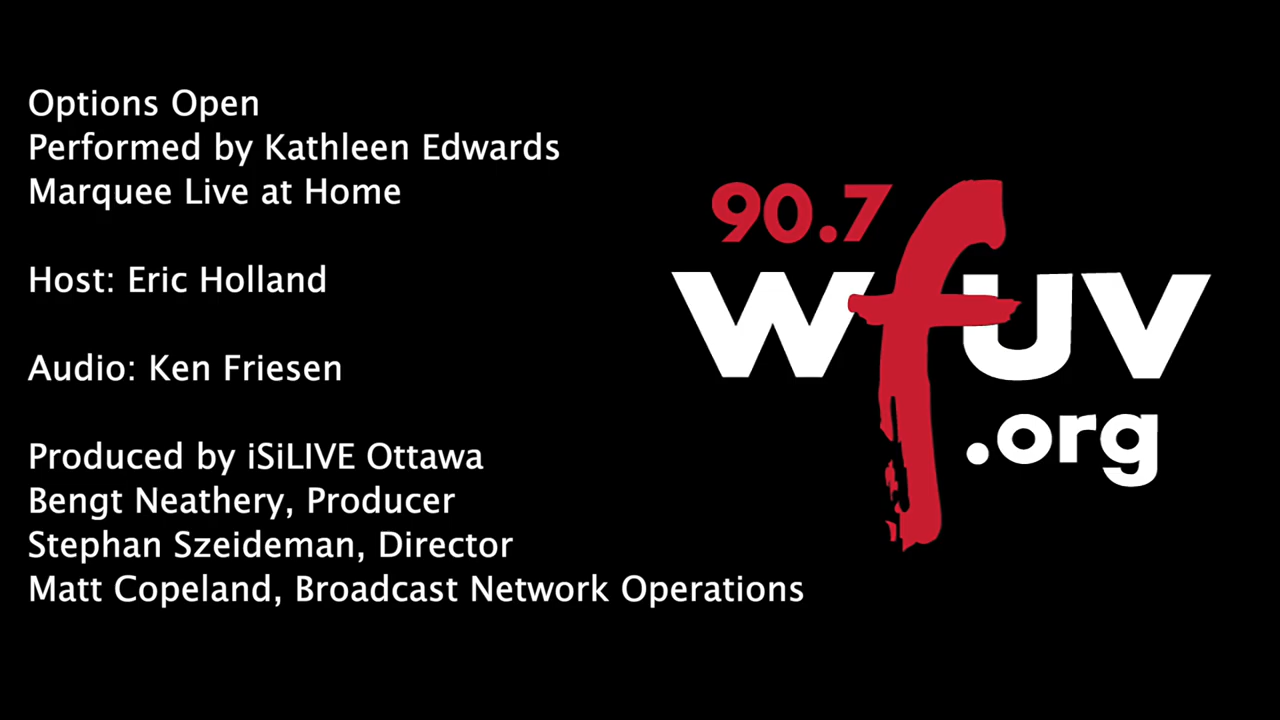 Options Open
Performed by Kathleen Edwards
Marquee Live at Home
Host: Eric Holland
Audio: Ken Friesen
Produced by iSiLIVE Ottawa
Bengt Neathery, Producer
Stephan Szeideman, Director
Matt Copeland, Broadcast Network Operations
90.7
wfuv
.org